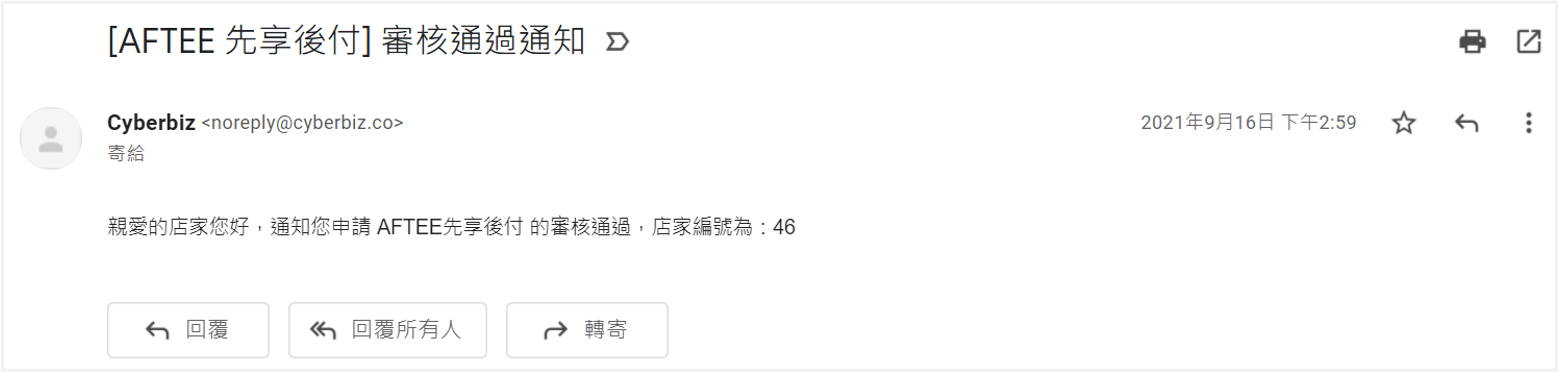 [AFTEE 先享後付] 審核通過通知
Cyberbiz <noreply@cyberbiz.co>
2021年9月16日 下午2:59
寄給
親愛的店家您好，通知您申請 AFTEE先享後付 的審核通過，店家編號為：46
回覆
回覆所有人
轉寄